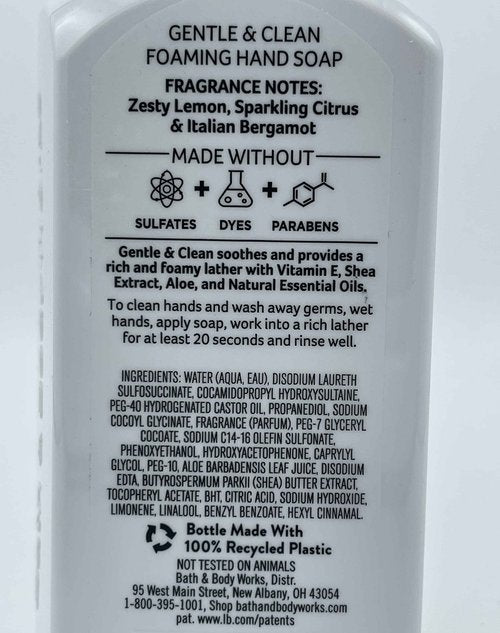 GENTLE & CLEAN
FOAMING HAND SOAP
FRAGRANCE NOTES:
Zesty Lemon, Sparkling Citrus
& Italian Bergamot
MADE WITHOUT
+ +
SULFATES DYES PARABENS
Gentle & Clean soothes and provides a
rich and foamy lather with Vitamin E, Shea
Extract, Aloe, and Natural Essential Oils.
To clean hands and wash away germs, wet
hands, apply soap, work into a rich lather
for at least 20 seconds and rinse well.
INGREDIENTS: WATER (AQUA, EAU), DISODIUM LAURETH
SULFOSUCCINATE, COCAMIDOPROPYL HYDROXYSULTAINE,
PEG-40 HYDROGENATED CASTOR OIL, PROPANEDIOL, SODIUM
COCOYL GLYCINATE, FRAGRANCE (PARFUM), PEG-7 GLYCERYL
COCOATE, SODIUM C14-16 OLEFIN SULFONATE,
PHENOXYETHANOL, HYDROXYACETOPHENONE, CAPRYLYL
GLYCOL, PEG-10, ALOE BARBADENSIS LEAF JUICE, DISODIUM
EDTA, BUTYROSPERMUM PARKII (SHEA) BUTTER EXTRACT,
TOCOPHERYL ACETATE, BHT, CITRIC ACID, SODIUM HYDROXIDE,
LIMONENE, LINALOOL, BENZYL BENZOATE, HEXYL CINNAMAL.
Bottle Made With
100% Recycled Plastic
NOT TESTED ON ANIMALS
Bath & Body Works, Distr.
95 West Main Street, New Albany, OH 43054
1-800-395-1001, Shop bathandbodyworks.com
pat. www.lb.com/patents